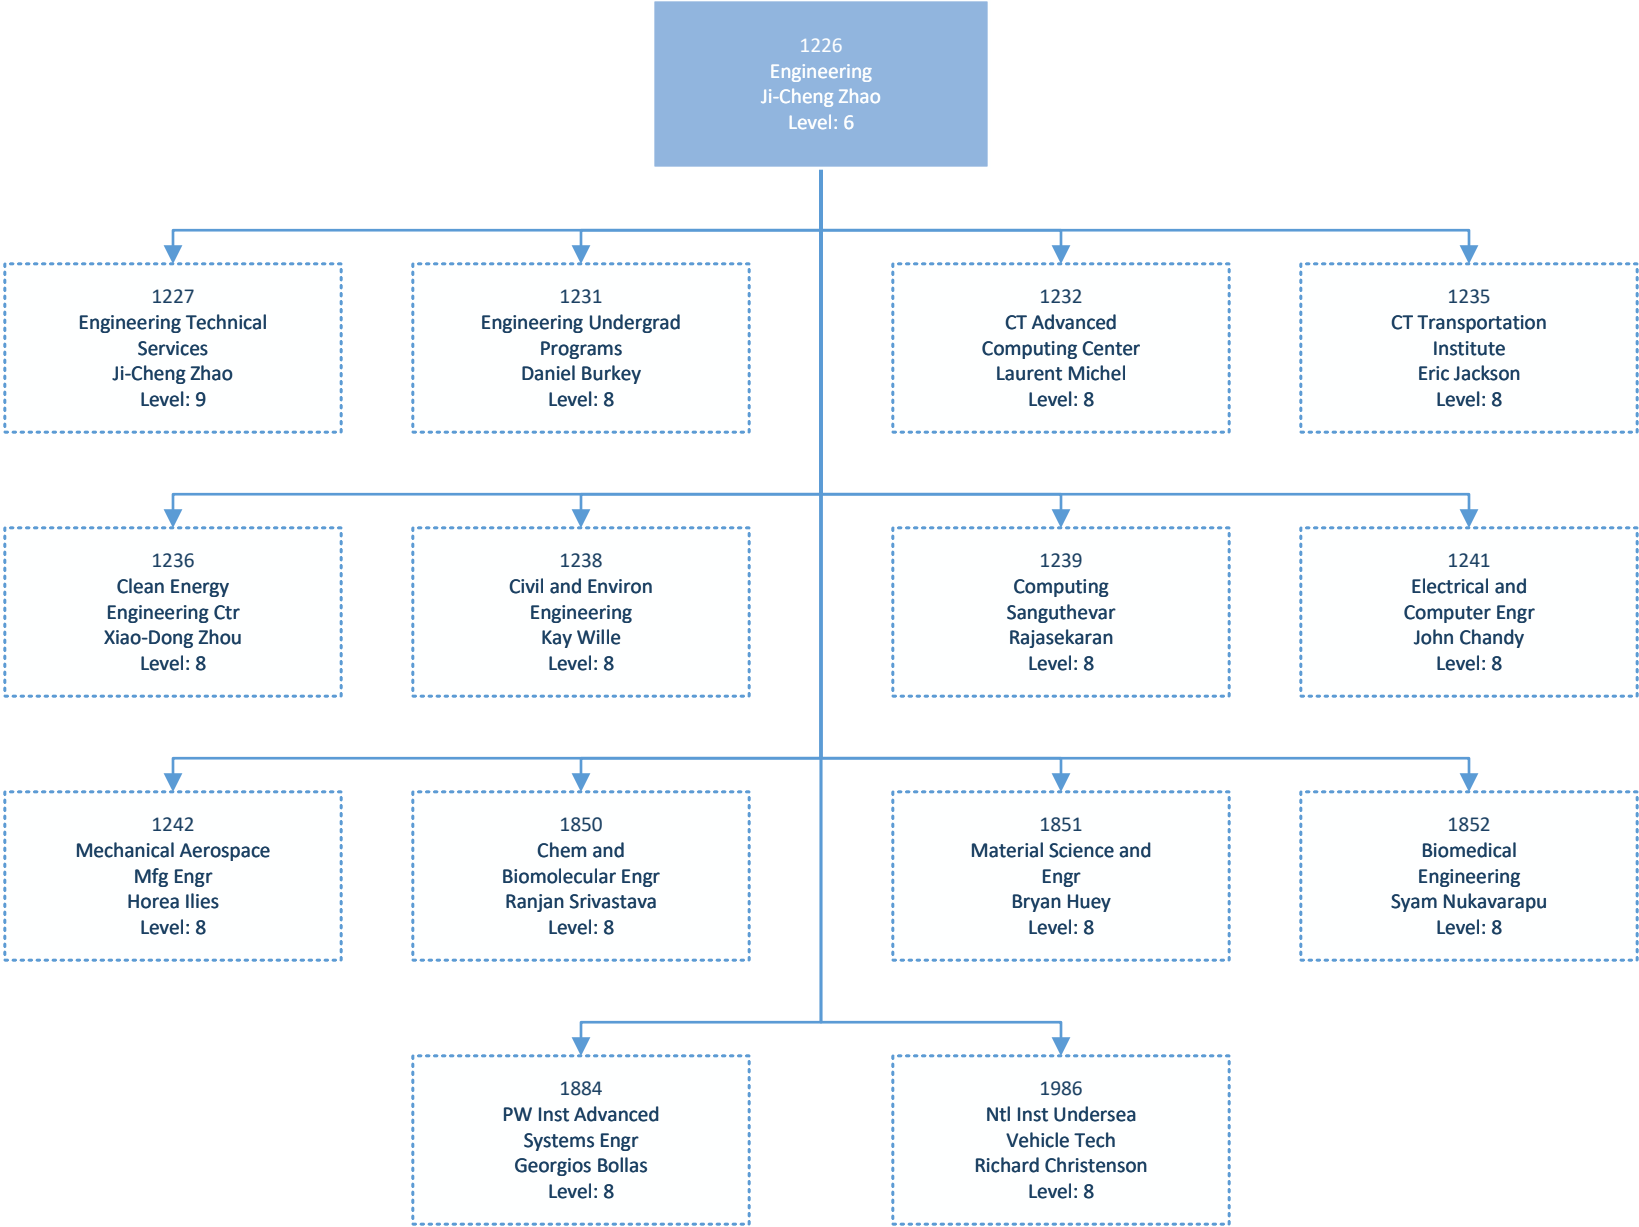 1226
Engineering
Ji-Cheng Zhao
Level: 6
1227
Engineering Technical
Services
Ji-Cheng Zhao
Level: 9
1231
Engineering Undergrad
Programs
Daniel Burkey
Level: 8
1232
CT Advanced
Computing Center
Laurent Michel
Level: 8
1235
CT Transportation
Institute
Eric Jackson
Level: 8
1236
Clean Energy
Engineering Ctr
Xiao-Dong Zhou
Level: 8
1238
Civil and Environ
Engineering
Kay Wille
Level: 8
1239
Computing
Sanguthevar
Rajasekaran
Level: 8
1241
Electrical and
Computer Engr
John Chandy
Level: 8
1242
Mechanical Aerospace
Mfg Engr
Horea Ilies
Level: 8
1850
Chem and
Biomolecular Engr
Ranjan Srivastava
Level: 8
1851
Material Science and
Engr
Bryan Huey
Level: 8
1852
Biomedical
Engineering
Syam Nukavarapu
Level: 8
1884
PW Inst Advanced
Systems Engr
Georgios Bollas
Level: 8
1986
Ntl Inst Undersea
Vehicle Tech
Richard Christenson
Level: 8